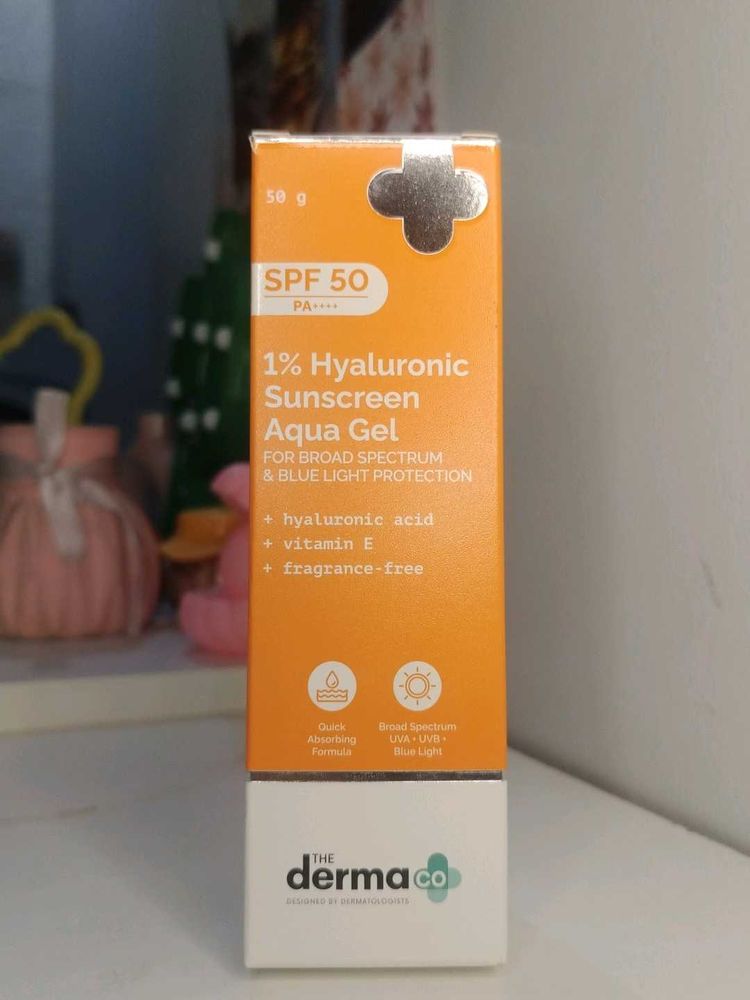 50 g
SPF 50
PA++++
1% Hyaluronic
Sunscreen
Aqua Gel
FOR BROAD SPECTRUM
& BLUE LIGHT PROTECTION
+ hyaluronic acid
+ vitamin E
+ fragrance-free
Quick
Absorbing
Formula
Broad Spectrum
UVA + UVB +
Blue Light
THE
derma co
DESIGNED BY DERMATOLOGISTS